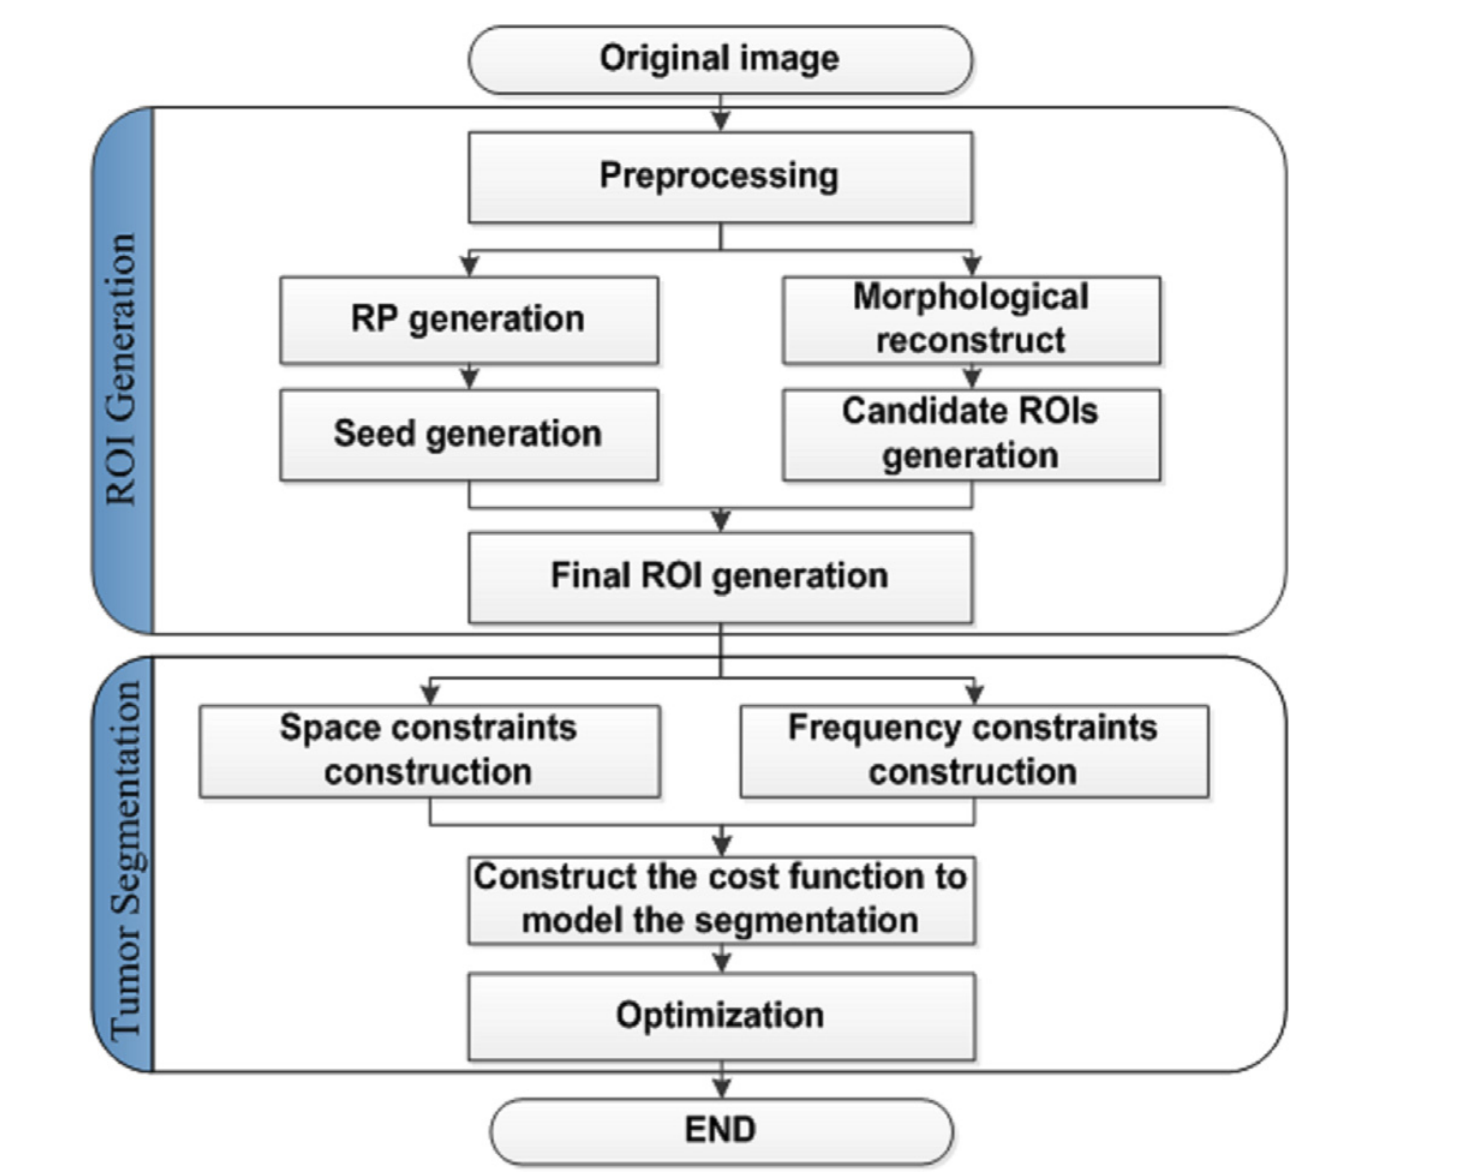 Original image
ROI Generation
Preprocessing
RP generation
Morphological
reconstruct
Seed generation
Candidate ROIs
generation
Final ROI generation
Tumor Segmentation
Space constraints
construction
Frequency constraints
construction
Construct the cost function to
model the segmentation
Optimization
END